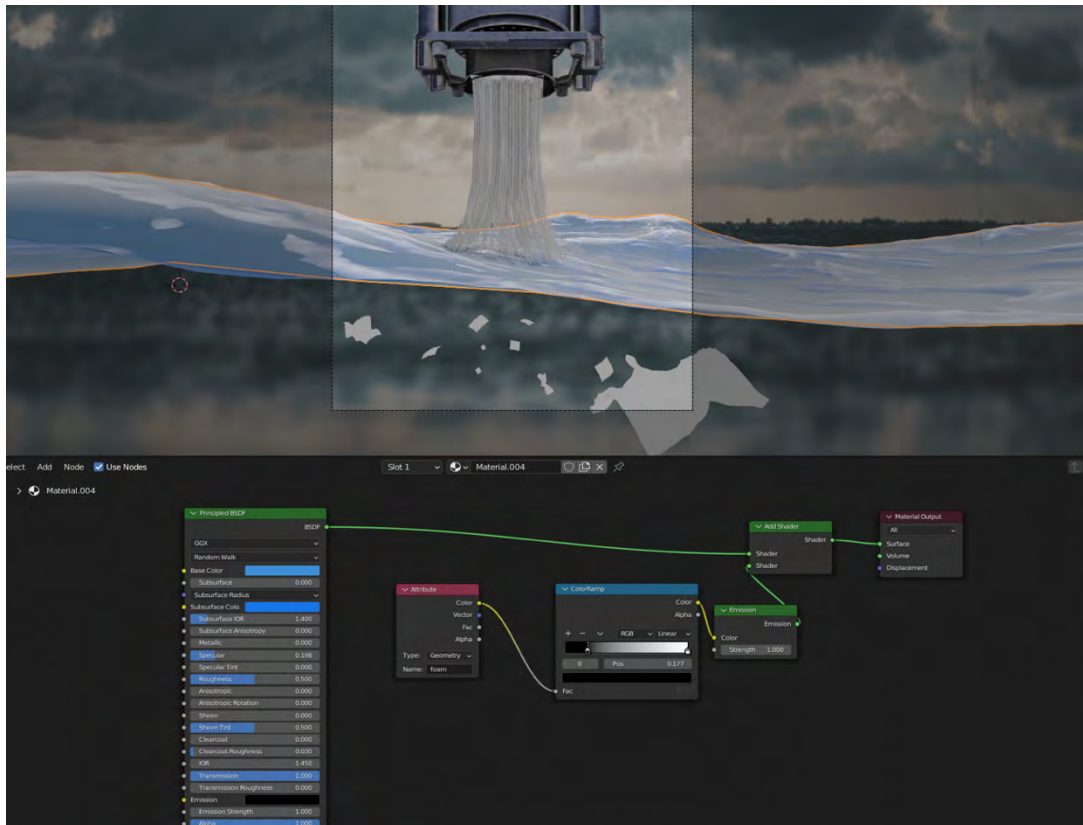 elect Add Node Use Nodes Slot 1 Material.004
Material.004
Principled BSDF
BSDF
GGX
Random Walk
Base Color
Subsurface 0.000
Subsurface Radius
Subsurface Colo
Subsurface IOR 1.400
Subsurface Anisotropy 0.000
Metallic 0.000
Specular 0.198
Specular Tint 0.000
Roughness 0.500
Anisotropic 0.000
Anisotropic Rotation 0.000
Sheen 0.000
Sheen Tint 0.500
Clearcoat 0.000
Clearcoat Roughness 0.030
IOR 1.450
Transmission 1.000
Transmission Roughness 0.000
Emission
Emission Strength 1.000
Alpha 1.000
Attribute
Color
Vector
Fac
Alpha
Type: Geometry
Name: foam
ColorRamp
Color
Alpha
+ − RGB Linear
0 Pos 0.177
Fac
Emission
Emission
Color
Strength 1.000
Add Shader
Shader
Shader
Shader
Material Output
All
Surface
Volume
Displacement